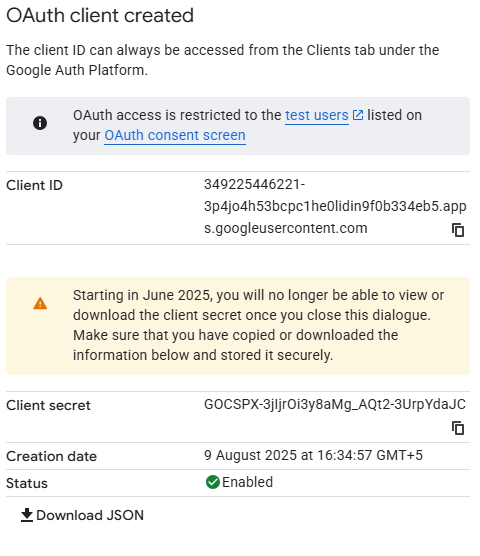 OAuth client created
The client ID can always be accessed from the Clients tab under the
Google Auth Platform.
OAuth access is restricted to the test users listed on
your OAuth consent screen
Client ID
349225446221-
3p4jo4h53bcpc1he0lidin9f0b334eb5.app
s.googleusercontent.com
Starting in June 2025, you will no longer be able to view or
download the client secret once you close this dialogue.
Make sure that you have copied or downloaded the
information below and stored it securely.
Client secret
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
Creation date
9 August 2025 at 16:34:57 GMT+5
Status
Enabled
Download JSON